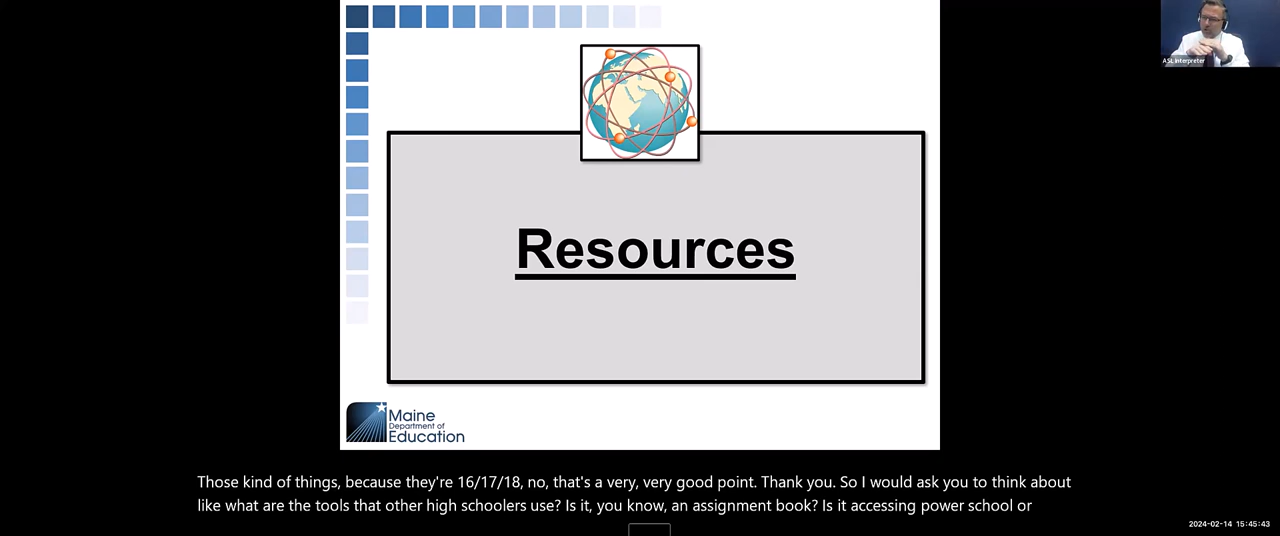 ASL Interpreter
Resources
Maine
Department of
Education
Those kind of things, because they're 16/17/18, no, that's a very, very good point. Thank you. So I would ask you to think about
like what are the tools that other high schoolers use? Is it, you know, an assignment book? Is it accessing power school or
2024-02-14 15:45:43